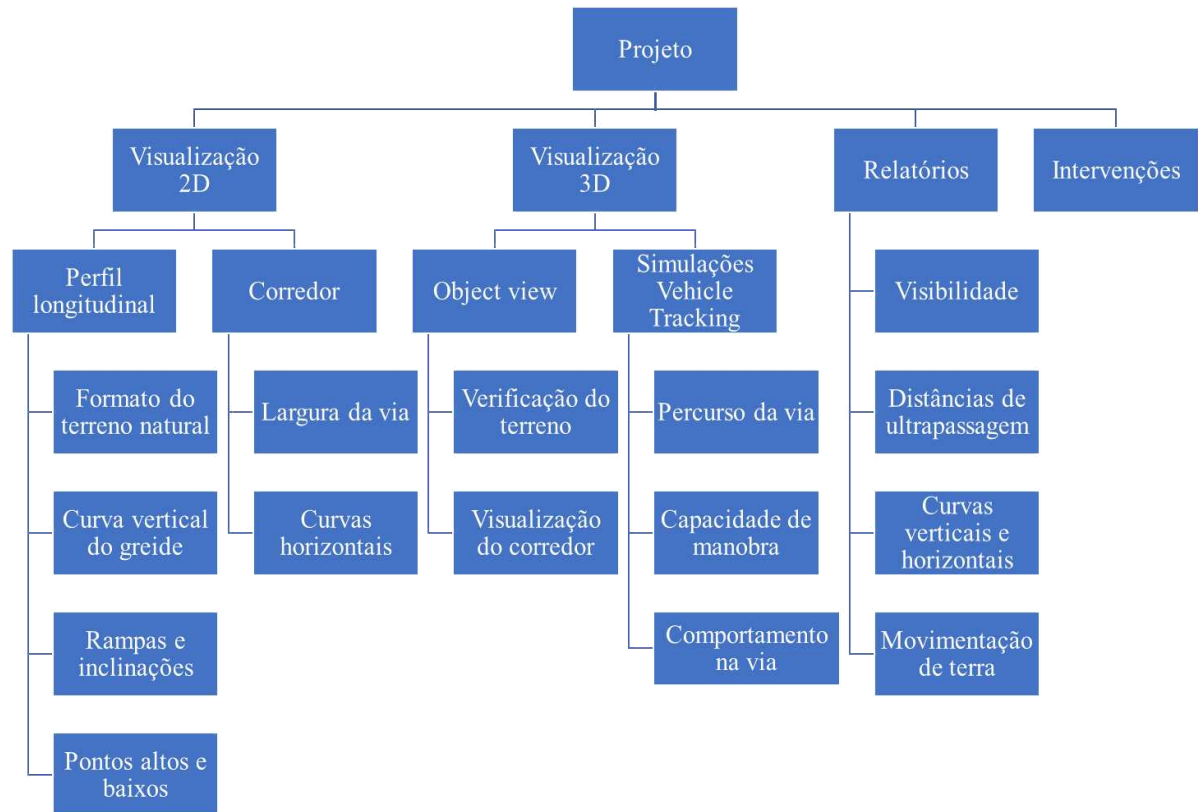 Projeto
Visualização
2D
Visualização
3D
Relatórios
Intervenções
Perfil
longitudinal
Corredor
Object view
Simulações
Vehicle
Tracking
Visibilidade
Formato do
terreno natural
Largura da via
Verificação do
terreno
Percurso da via
Distâncias de
ultrapassagem
Curva vertical
do greide
Curvas
horizontais
Visualização
do corredor
Capacidade de
manobra
Curvas
verticais e
horizontais
Rampas e
inclinações
Comportamento
na via
Movimentação
de terra
Pontos altos e
baixos